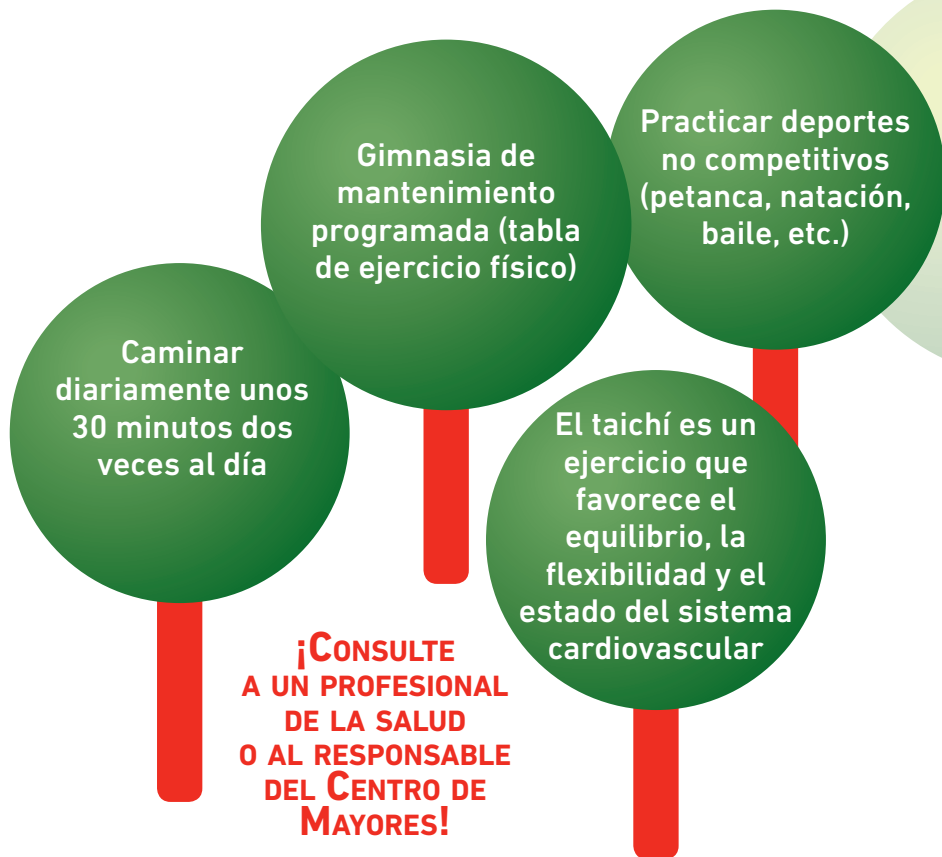 Caminar
diariamente unos
30 minutos dos
veces al día
Gimnasia de
mantenimiento
programada (tabla
de ejercicio físico)
Practicar deportes
no competitivos
(petanca, natación,
baile, etc.)
El taichí es un
ejercicio que
favorece el
equilibrio, la
flexibilidad y el
estado del sistema
cardiovascular
¡CONSULTE
A UN PROFESIONAL
DE LA SALUD
O AL RESPONSABLE
DEL CENTRO DE
MAYORES!